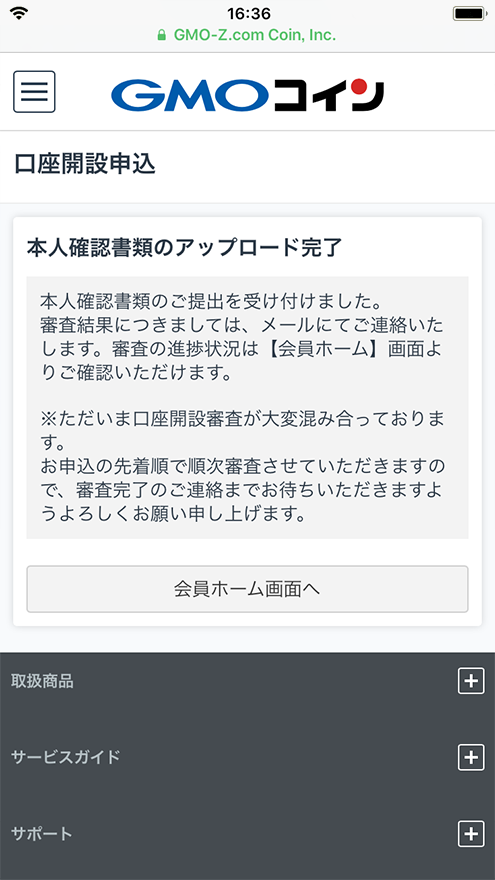 16:36
GMO-Z.com Coin, Inc.
GMOコイン
口座開設申込
本人確認書類のアップロード完了
本人確認書類のご提出を受け付けました。
審査結果につきましては、メールにてご連絡いた
します。審査の進捗状況は【会員ホーム】画面よ
りご確認いただけます。
※ただいま口座開設審査が大変混み合っておりま
す。
お申込の先着順で順次審査させていただきますの
で、審査完了のご連絡までお待ちいただきますよ
うよろしくお願い申し上げます。
会員ホーム画面へ
取扱商品
サービスガイド
サポート